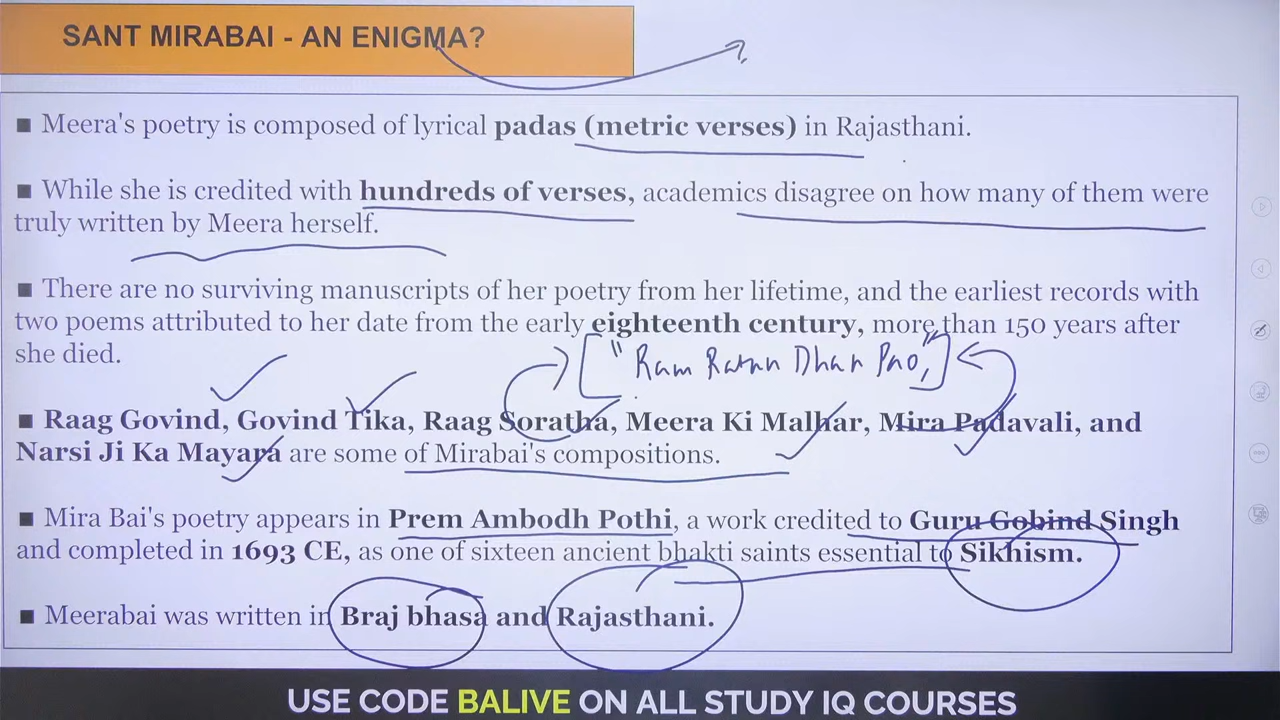 SANT MIRABAI - AN ENIGMA?
?
■ Meera's poetry is composed of lyrical padas (metric verses) in Rajasthani.
■ While she is credited with hundreds of verses, academics disagree on how many of them were
truly written by Meera herself.
■ There are no surviving manuscripts of her poetry from her lifetime, and the earliest records with
two poems attributed to her date from the early eighteenth century, more than 150 years after
she died.
["Ram Ratan Dhan Pao,"]
■ Raag Govind, Govind Tika, Raag Soratha, Meera Ki Malhar, Mira Padavali, and
Narsi Ji Ka Mayara are some of Mirabai's compositions.
■ Mira Bai's poetry appears in Prem Ambodh Pothi, a work credited to Guru Gobind Singh
and completed in 1693 CE, as one of sixteen ancient bhakti saints essential to Sikhism.
■ Meerabai was written in Braj bhasa and Rajasthani.
USE CODE BALIVE ON ALL STUDY IQ COURSES